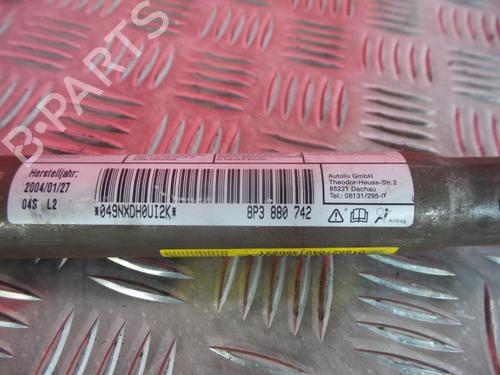 B-PARTS
Herstelljahr:
2004/01/27
04S L2
*049NXDH0UI2K*
8P3 880 742
Autoliv GmbH
Theodor-Heuss-Str.2
85221 Dachau
Tel.: 08131/295-0
Airbag